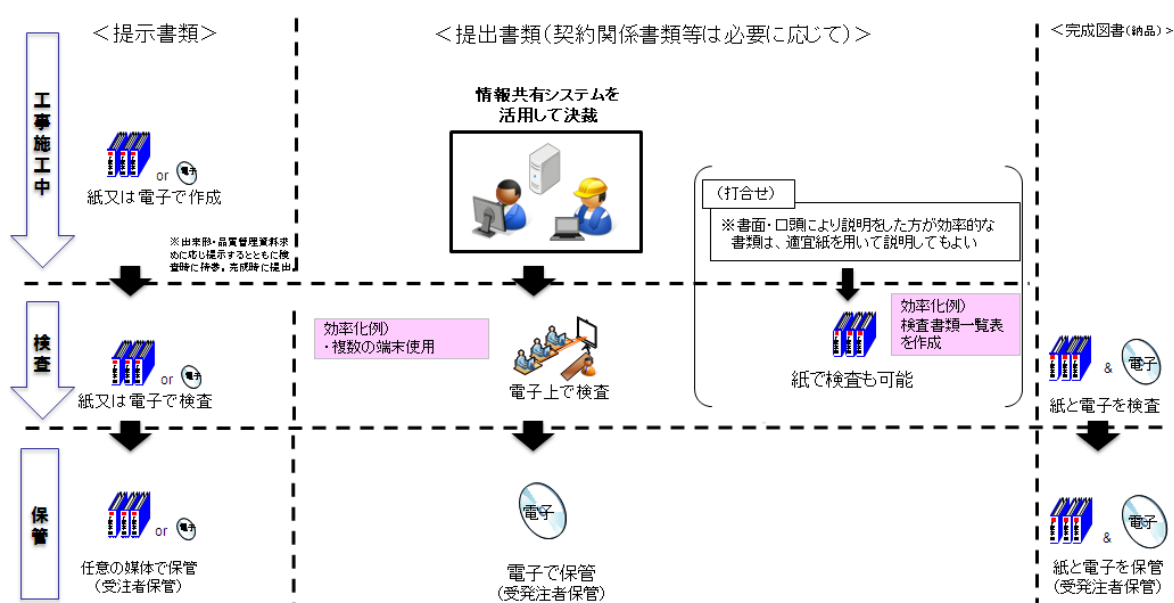 ＜提示書類＞
＜提出書類(契約関係書類等は必要に応じて)＞
＜完成図書(納品)＞
工事施工中
情報共有システムを
活用して決裁
or
電子
紙又は電子で作成
※出来形・品質管理資料求
めに応じ提示するとともに検
査時に持参。完成時に提出
(打合せ)
※書面・口頭により説明をした方が効率的な
書類は、適宜紙を用いて説明してもよい
検査
or
電子
紙又は電子で検査
効率化例)
・複数の端末使用
電子上で検査
効率化例)
検査書類一覧表
を作成
紙で検査も可能
&
電子
紙と電子を検査
保管
or
電子
任意の媒体で保管
(受注者保管)
電子
電子で保管
(受発注者保管)
&
電子
紙と電子を保管
(受発注者保管)